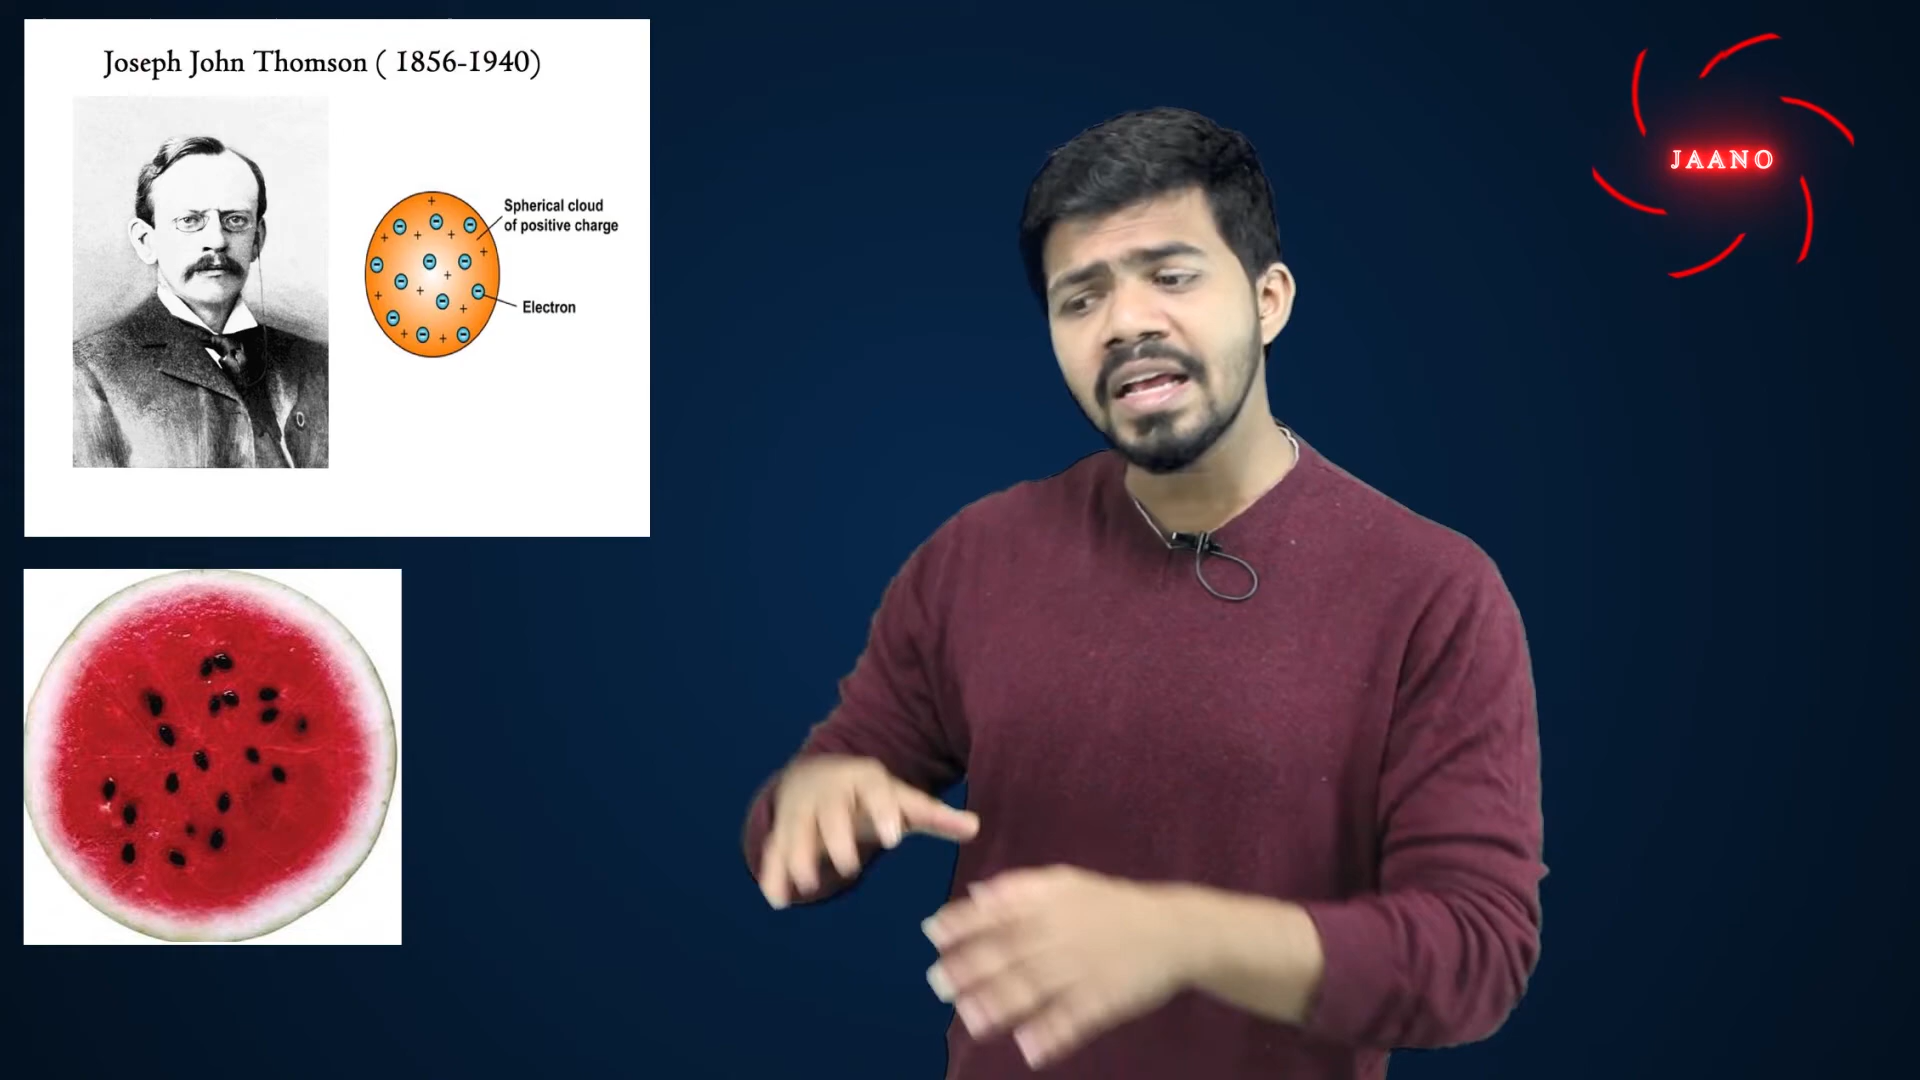 Joseph John Thomson ( 1856-1940)
Spherical cloud
of positive charge
Electron
JAANO